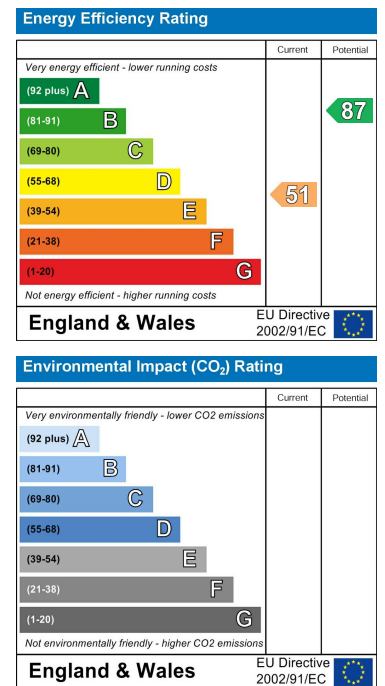 Energy Efficiency Rating
Current Potential
Very energy efficient - lower running costs
(92 plus) A
(81-91) B
87
(69-80) C
(55-68) D
51
(39-54) E
(21-38) F
(1-20) G
Not energy efficient - higher running costs
England & Wales
EU Directive
2002/91/EC
Environmental Impact (CO₂) Rating
Current Potential
Very environmentally friendly - lower CO2 emissions
(92 plus) A
(81-91) B
(69-80) C
(55-68) D
(39-54) E
(21-38) F
(1-20) G
Not environmentally friendly - higher CO2 emissions
England & Wales
EU Directive
2002/91/EC